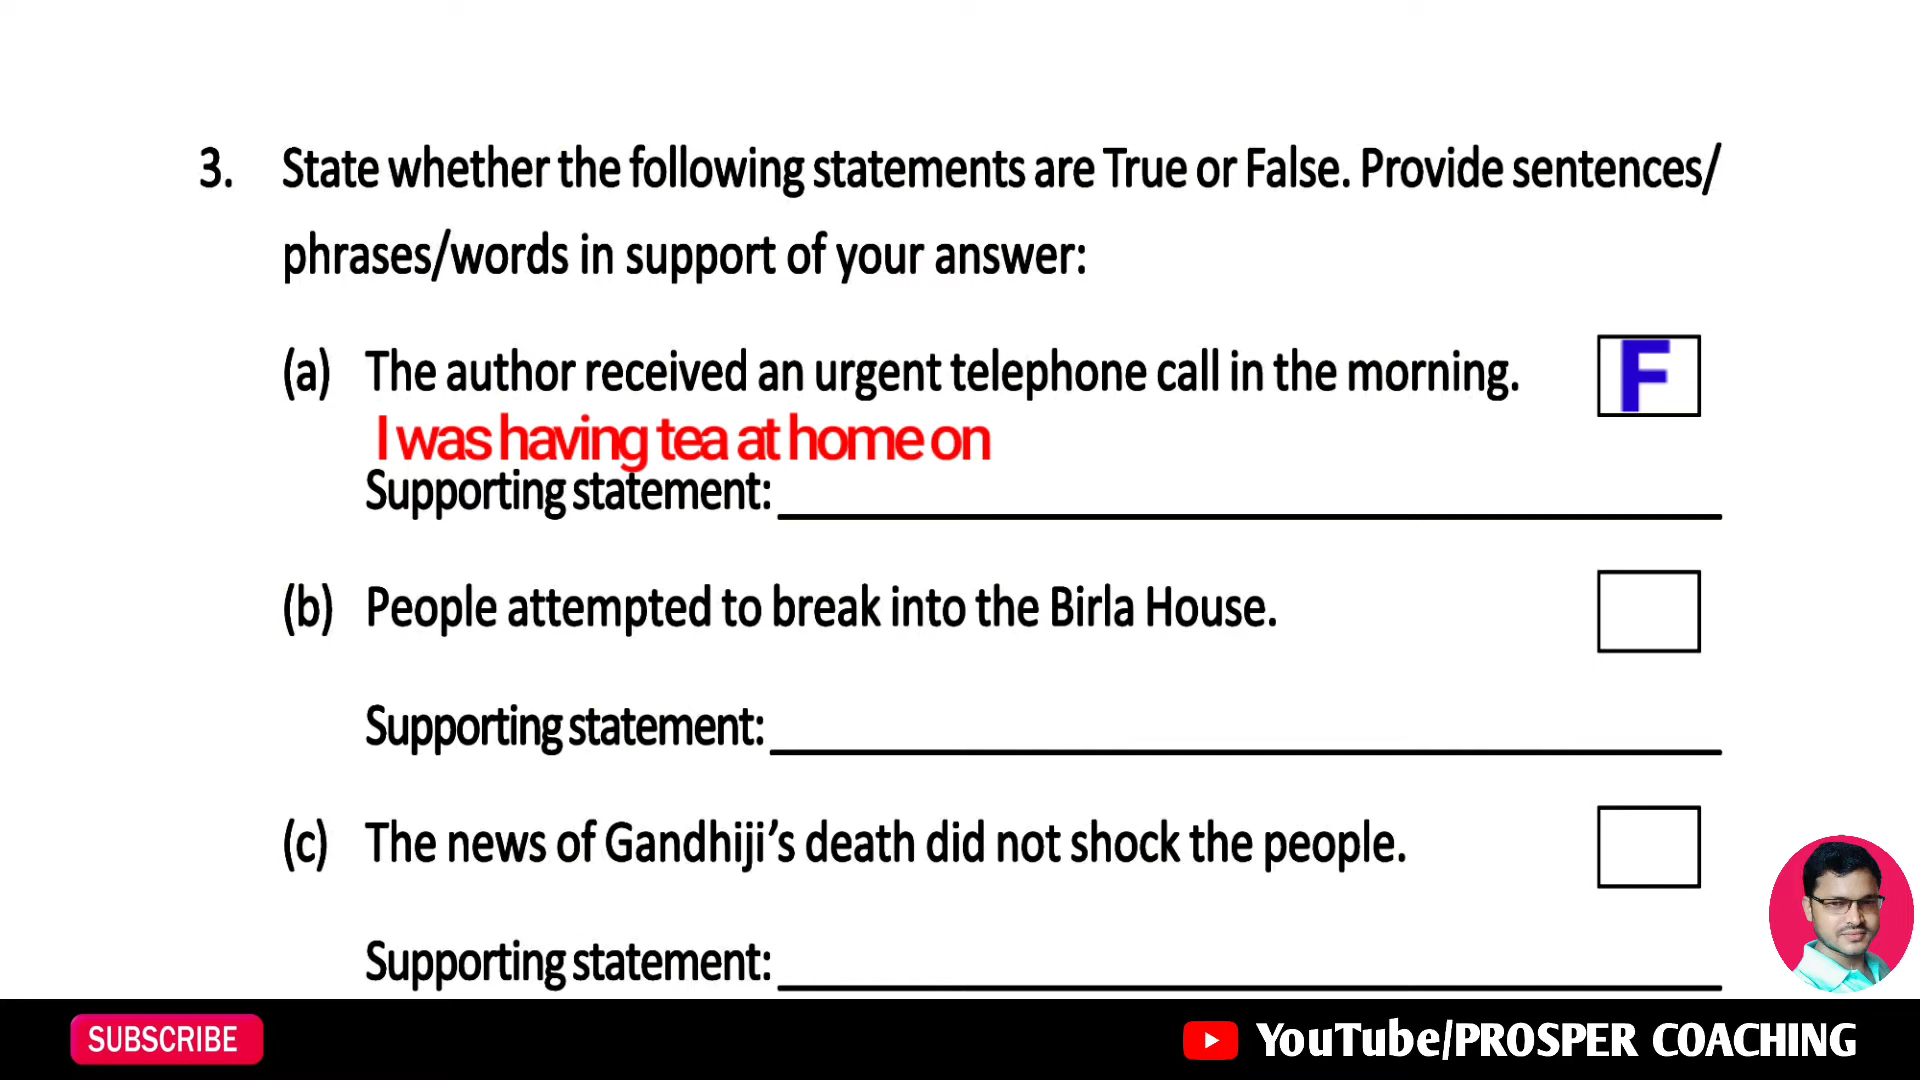 3. State whether the following statements are True or False. Provide sentences/
phrases/words in support of your answer:
(a) The author received an urgent telephone call in the morning. F
I was having tea at home on
Supporting statement:
(b) People attempted to break into the Birla House.
Supporting statement:
(c) The news of Gandhiji’s death did not shock the people.
Supporting statement:
SUBSCRIBE YouTube/PROSPER COACHING